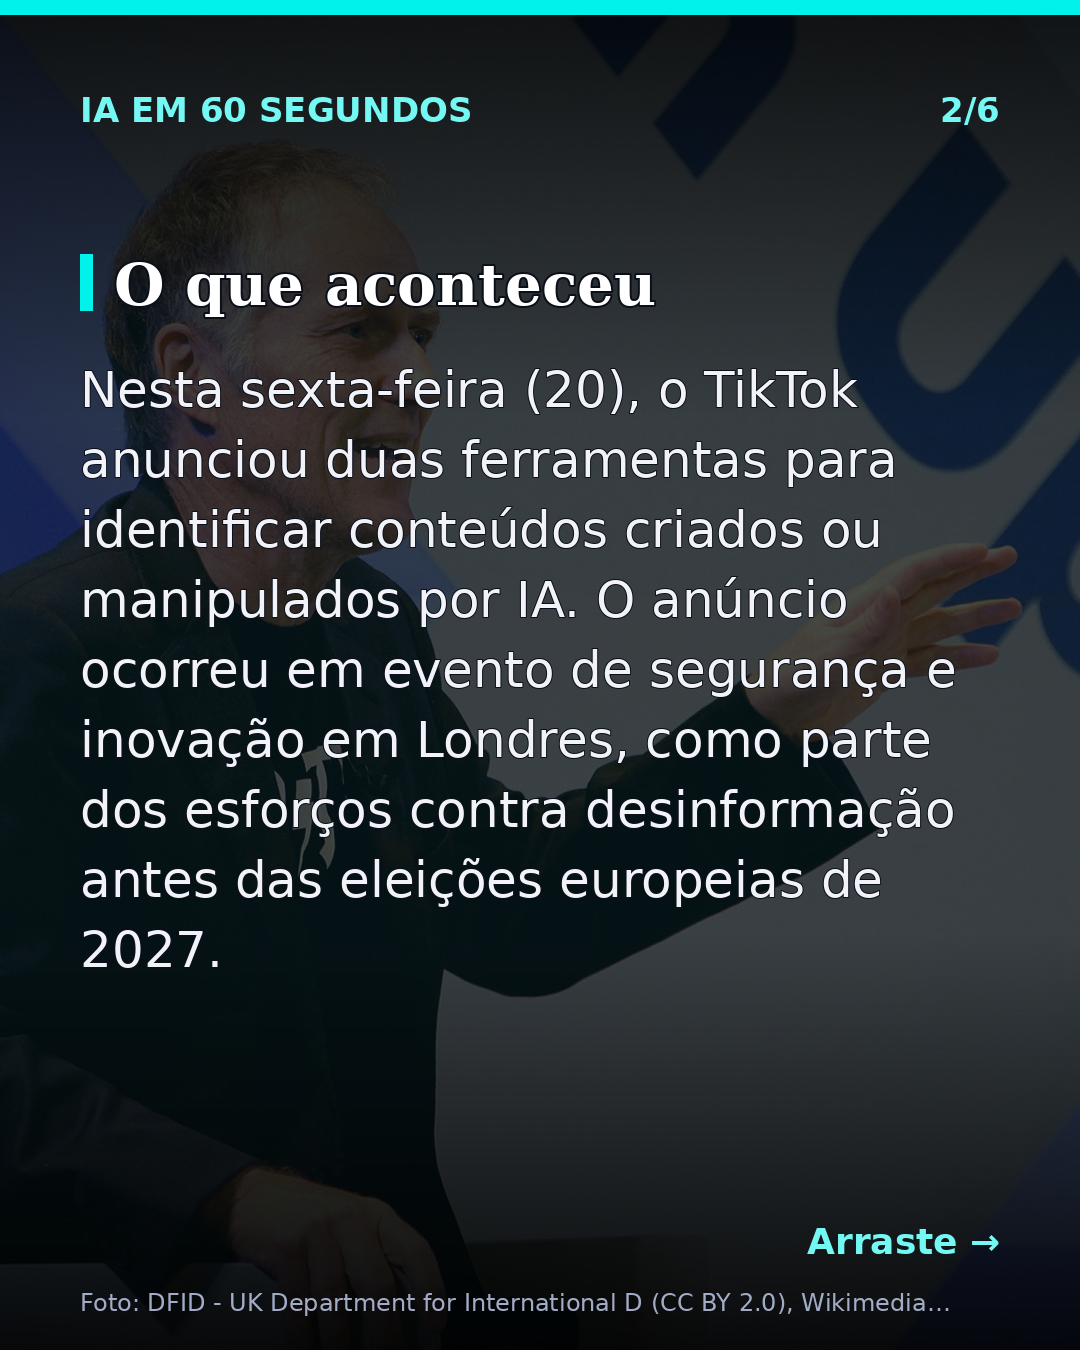 IA EM 60 SEGUNDOS
2/6
O que aconteceu
Nesta sexta-feira (20), o TikTok
anunciou duas ferramentas para
identificar conteúdos criados ou
manipulados por IA. O anúncio
ocorreu em evento de segurança e
inovação em Londres, como parte
dos esforços contra desinformação
antes das eleições europeias de
2027.
Arraste →
Foto: DFID - UK Department for International D (CC BY 2.0), Wikimedia…